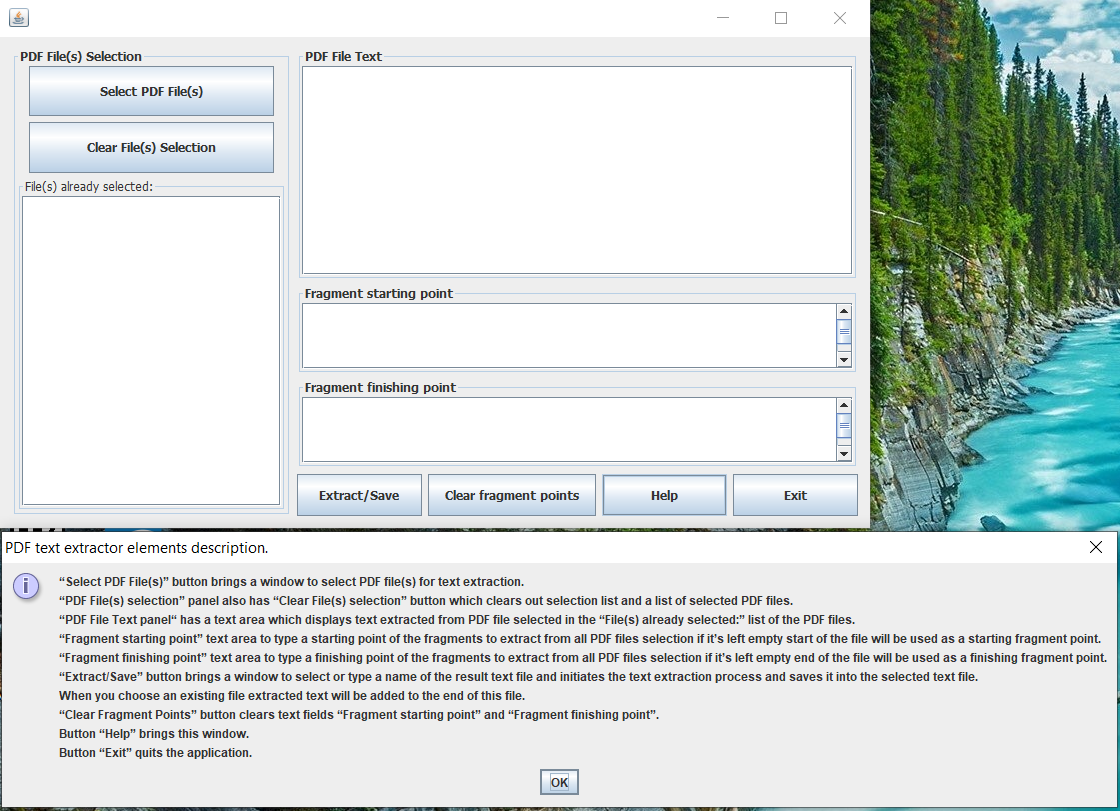 PDF File(s) Selection
Select PDF File(s)
Clear File(s) Selection
File(s) already selected:
PDF File Text
Fragment starting point
Fragment finishing point
Extract/Save
Clear fragment points
Help
Exit
PDF text extractor elements description.
“Select PDF File(s)” button brings a window to select PDF file(s) for text extraction.
“PDF File(s) selection” panel also has “Clear File(s) selection” button which clears out selection list and a list of selected PDF files.
“PDF File Text panel“ has a text area which displays text extracted from PDF file selected in the “File(s) already selected:” list of the PDF files.
“Fragment starting point” text area to type a starting point of the fragments to extract from all PDF files selection if it’s left empty start of the file will be used as a starting fragment point.
“Fragment finishing point” text area to type a finishing point of the fragments to extract from all PDF files selection if it’s left empty end of the file will be used as a finishing fragment point.
“Extract/Save” button brings a window to select or type a name of the result text file and initiates the text extraction process and saves it into the selected text file.
When you choose an existing file extracted text will be added to the end of this file.
“Clear Fragment Points” button clears text fields “Fragment starting point” and “Fragment finishing point”.
Button “Help” brings this window.
Button “Exit” quits the application.
OK